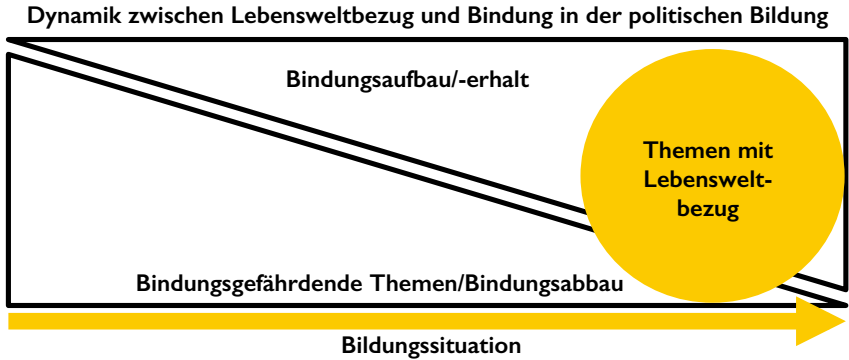 Dynamik zwischen Lebensweltbezug und Bindung in der politischen Bildung
Bindungsaufbau/-erhalt
Themen mit
Lebenswelt-
bezug
Bindungsgefährdende Themen/Bindungsabbau
Bildungssituation